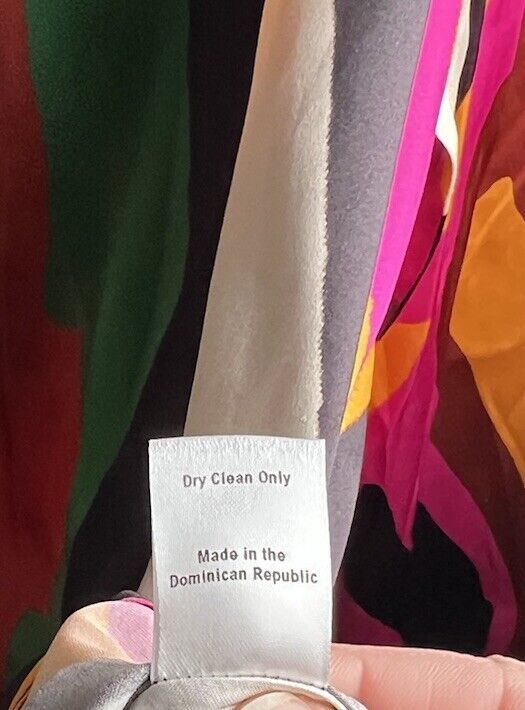 Dry Clean Only
Made in the
Dominican Republic